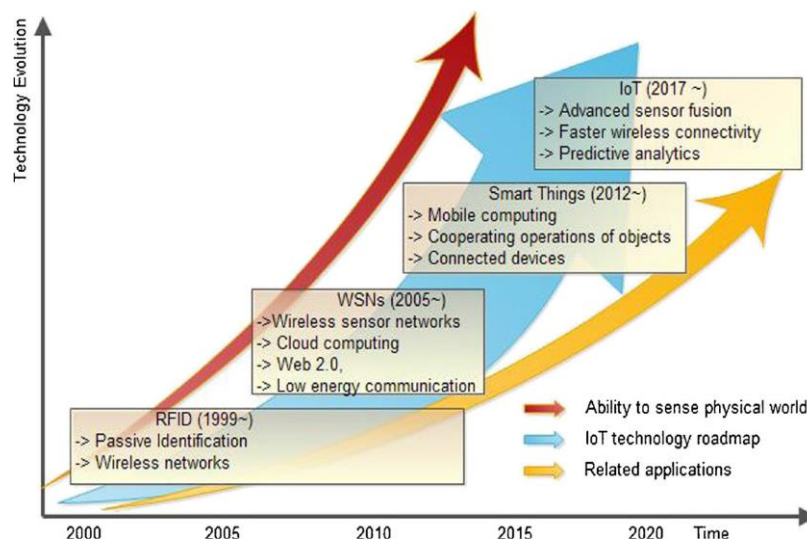 Technology Evolution
IoT (2017 ~)
-> Advanced sensor fusion
-> Faster wireless connectivity
-> Predictive analytics
Smart Things (2012~)
-> Mobile computing
-> Cooperating operations of objects
-> Connected devices
WSNs (2005~)
->Wireless sensor networks
-> Cloud computing
-> Web 2.0,
-> Low energy communication
RFID (1999~)
-> Passive Identification
-> Wireless networks
Ability to sense physical world
IoT technology roadmap
Related applications
2000 2005 2010 2015 2020 Time